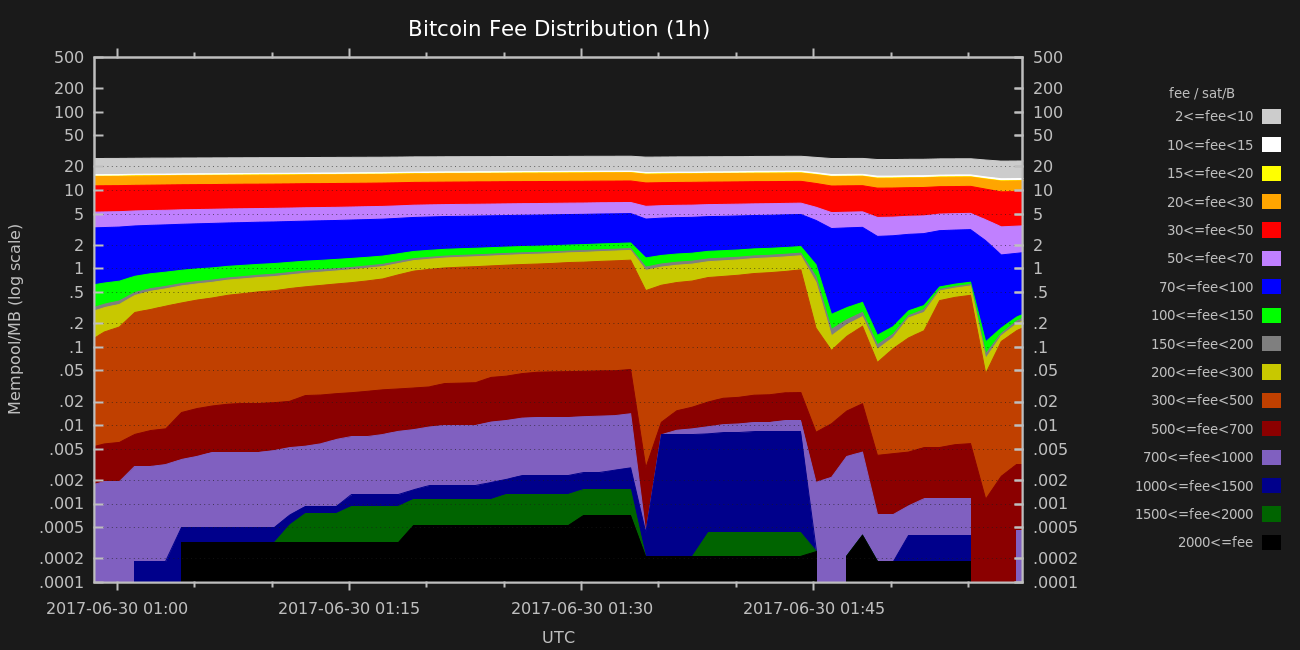 Bitcoin Fee Distribution (1h)
500 500
200 200
100 100
50 50
20 20
10 10
5 5
2 2
1 1
.5 .5
.2 .2
.1 .1
.05 .05
.02 .02
.01 .01
.005 .005
.002 .002
.001 .001
.0005 .0005
.0002 .0002
.0001 .0001
Mempool/MB (log scale)
2017-06-30 01:00 2017-06-30 01:15 2017-06-30 01:30 2017-06-30 01:45
UTC
fee / sat/B
2<=fee<10
10<=fee<15
15<=fee<20
20<=fee<30
30<=fee<50
50<=fee<70
70<=fee<100
100<=fee<150
150<=fee<200
200<=fee<300
300<=fee<500
500<=fee<700
700<=fee<1000
1000<=fee<1500
1500<=fee<2000
2000<=fee